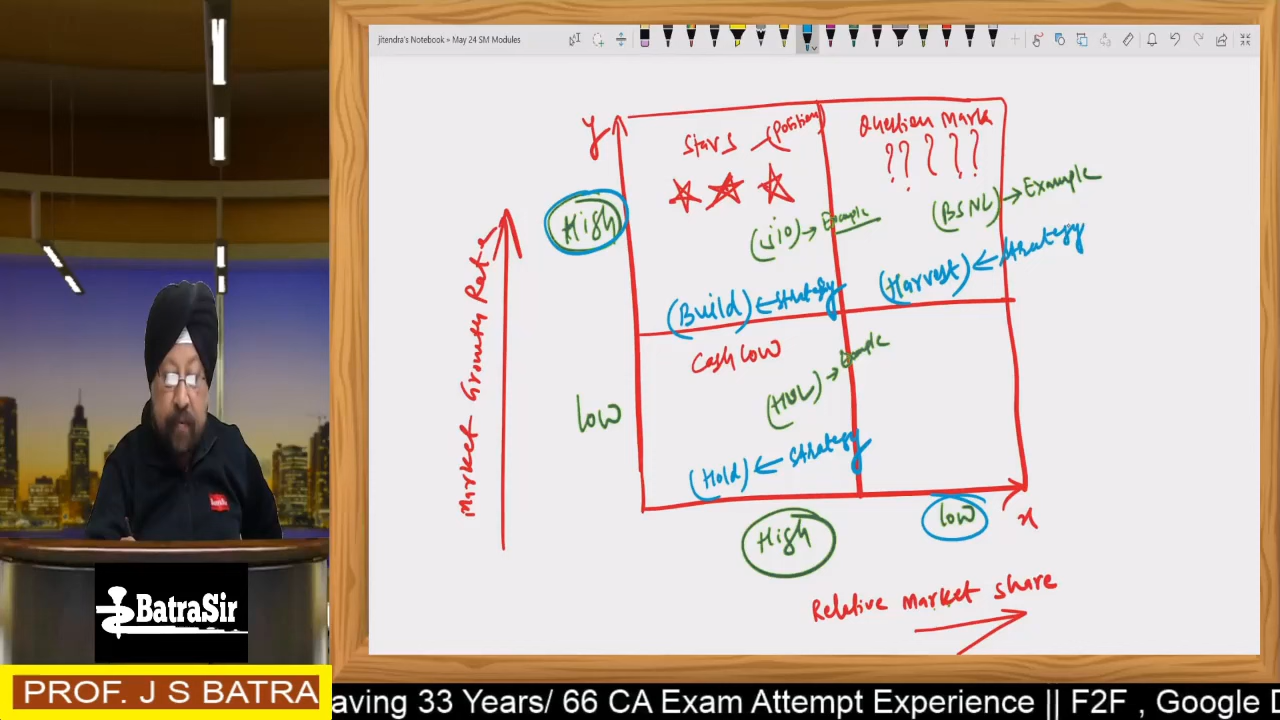 jitendra's Notebook » May 24 SM Modules
y
Stars (position)
Question Mark
? ? ? ? ?
High
(jio) → Example
(BSNL) → Example
(Build) ← strategy
(Harvest) ← strategy
Market Growth Rate
Cash Cow
(HUL) → Example
low
(Hold) ← strategy
High
low
x
Relative Market share
BatraSir
PROF. J S BATRA
aving 33 Years/ 66 CA Exam Attempt Experience || F2F , Google D